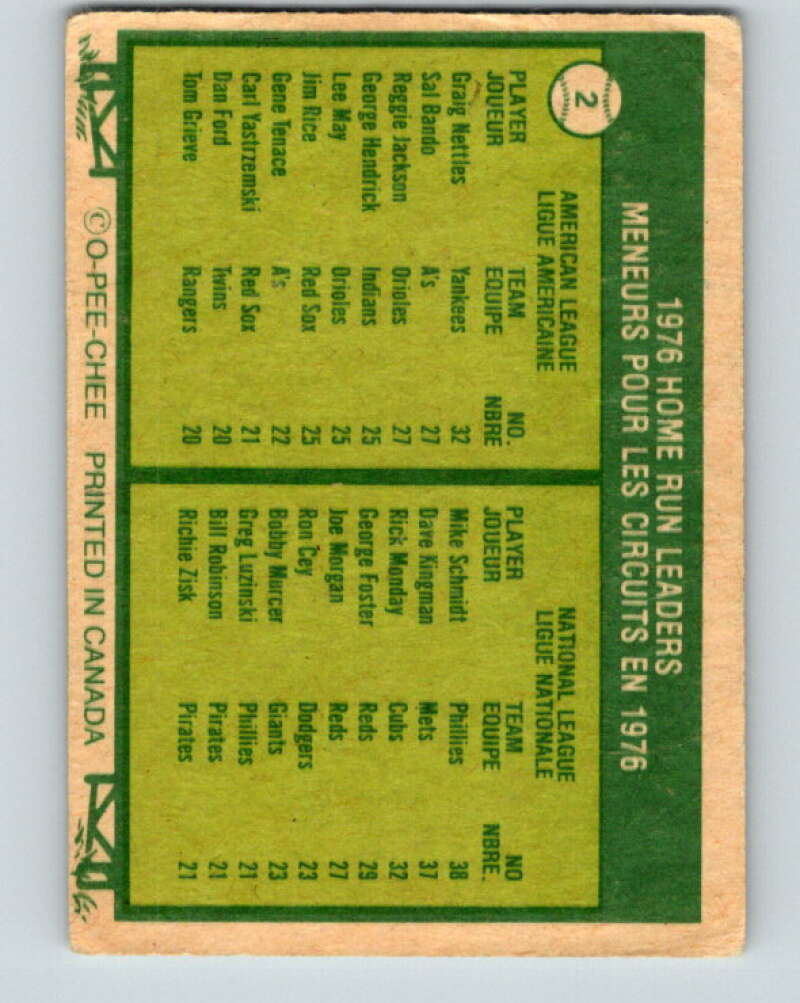 2
1976 HOME RUN LEADERS
MENEURS POUR LES CIRCUITS EN 1976
AMERICAN LEAGUE
LIGUE AMERICAINE
PLAYER TEAM NO.
JOUEUR EQUIPE NBRE
Graig Nettles Yankees 32
Sal Bando A's 27
Reggie Jackson Orioles 27
George Hendrick Indians 25
Lee May Orioles 25
Jim Rice Red Sox 25
Gene Tenace A's 22
Carl Yastrzemski Red Sox 21
Dan Ford Twins 20
Tom Grieve Rangers 20
NATIONAL LEAGUE
LIGUE NATIONALE
PLAYER TEAM NO
JOUEUR EQUIPE NBRE.
Mike Schmidt Phillies 38
Dave Kingman Mets 37
Rick Monday Cubs 32
George Foster Reds 29
Joe Morgan Reds 27
Ron Cey Dodgers 23
Bobby Murcer Giants 23
Greg Luzinski Phillies 21
Bill Robinson Pirates 21
Richie Zisk Pirates 21
©O-PEE-CHEE PRINTED IN CANADA